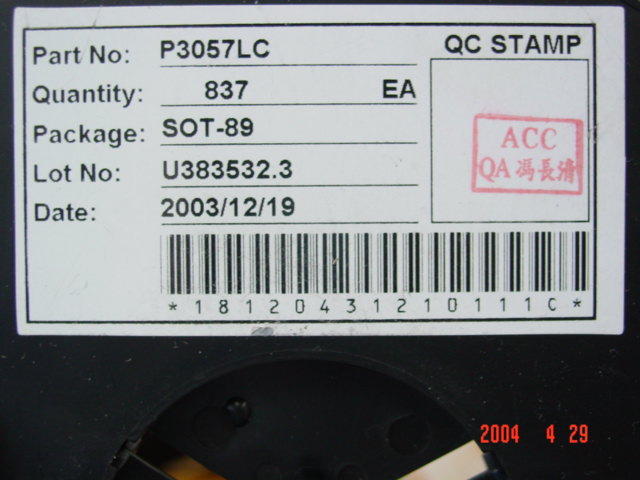 Part No: P3057LC
QC STAMP
Quantity: 837 EA
Package: SOT-89
Lot No: U383532.3
Date: 2003/12/19
ACC
QA 馮長清
*18120431210111C*
2004 4 29